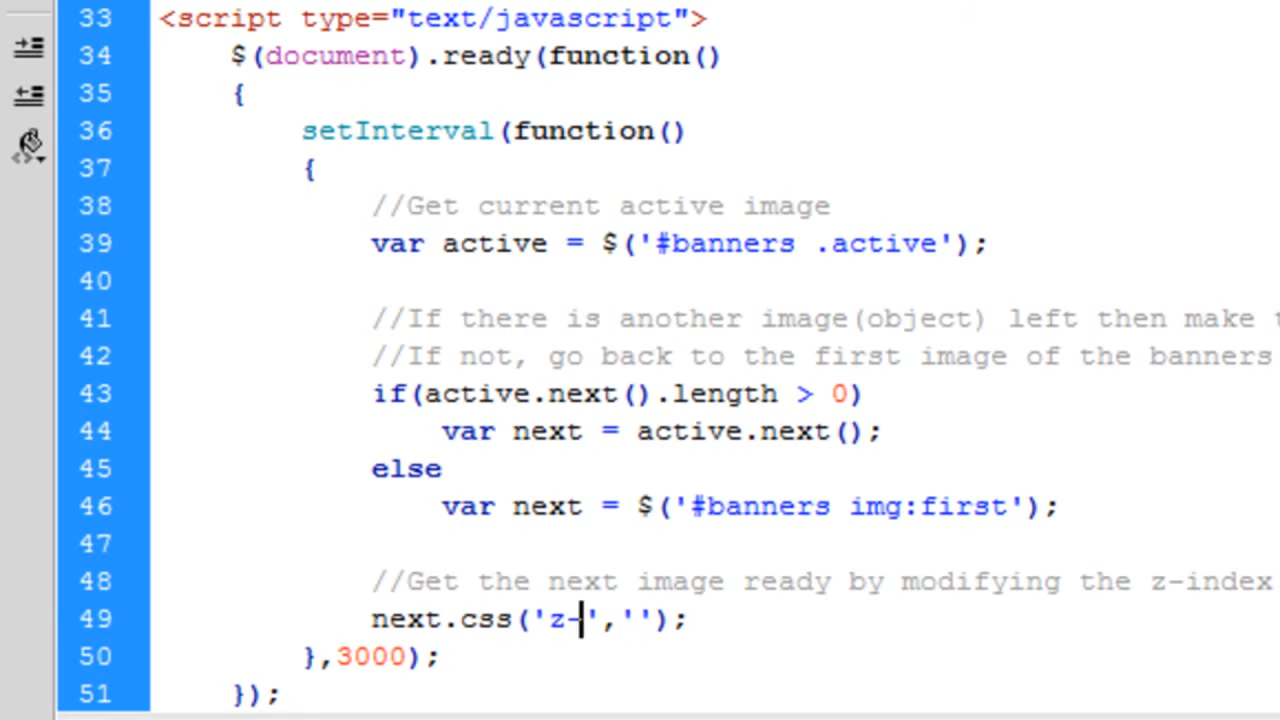 33 <script type="text/javascript">
34 $(document).ready(function()
35 {
36 setInterval(function()
37 {
38 //Get current active image
39 var active = $('#banners .active');
40
41 //If there is another image(object) left then make
42 //If not, go back to the first image of the banners
43 if(active.next().length > 0)
44 var next = active.next();
45 else
46 var next = $('#banners img:first');
47
48 //Get the next image ready by modifying the z-index
49 next.css('z-','');
50 },3000);
51 });